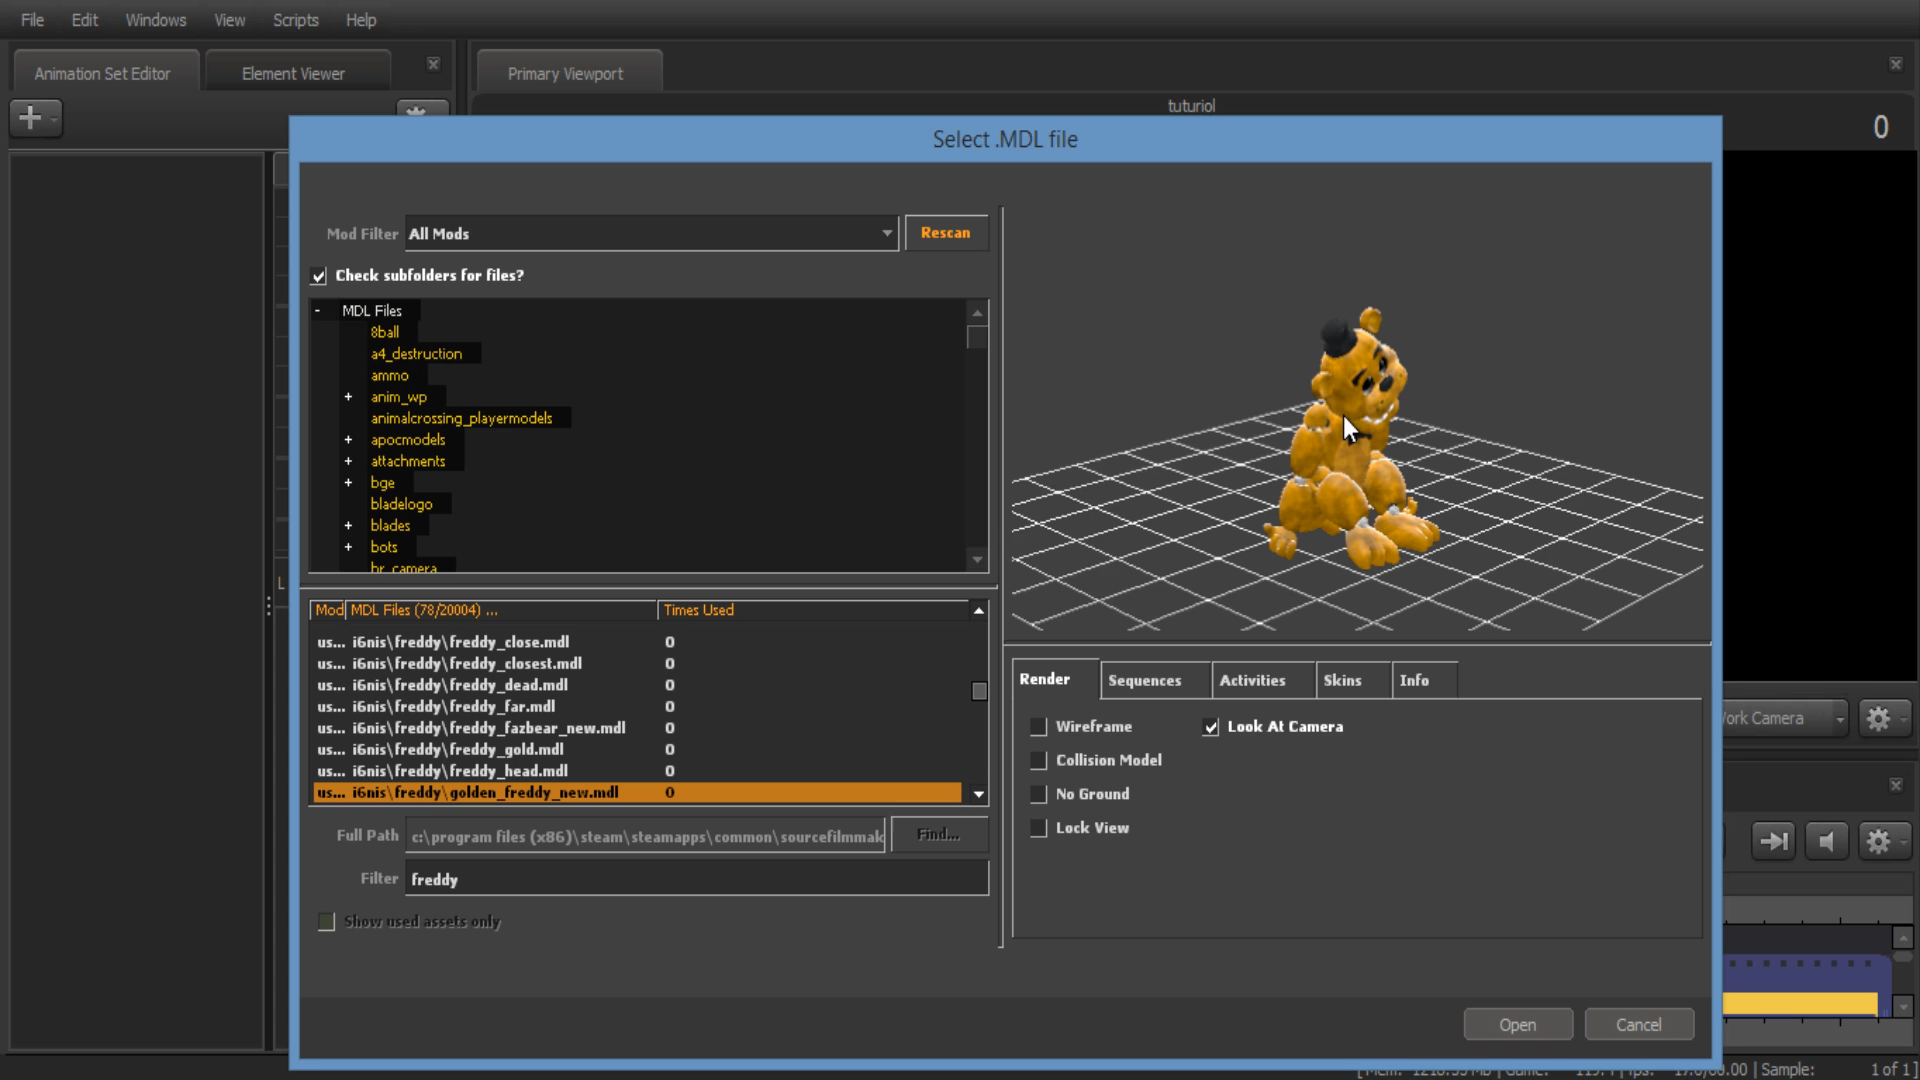 File Edit Windows View Scripts Help
Animation Set Editor Element Viewer Primary Viewport
tuturiol
0
Select .MDL file
Mod Filter All Mods Rescan
Check subfolders for files?
- MDL Files
8ball
a4_destruction
ammo
+ anim_wp
animalcrossing_playermodels
+ apocmodels
+ attachments
+ bge
bladelogo
+ blades
+ bots
br_camera
L
Mod MDL Files (78/20004) ... Times Used
us... i6nis\freddy\freddy_close.mdl 0
us... i6nis\freddy\freddy_closest.mdl 0
us... i6nis\freddy\freddy_dead.mdl 0
us... i6nis\freddy\freddy_far.mdl 0
us... i6nis\freddy\freddy_fazbear_new.mdl 0
us... i6nis\freddy\freddy_gold.mdl 0
us... i6nis\freddy\freddy_head.mdl 0
us... i6nis\freddy\golden_freddy_new.mdl 0
Full Path c:\program files (x86)\steam\steamapps\common\sourcefilmmak Find...
Filter freddy
Show used assets only
Render Sequences Activities Skins Info
Wireframe Look At Camera
Collision Model
No Ground
Lock View
ork Camera
Open Cancel
Sample: 1 of 1]